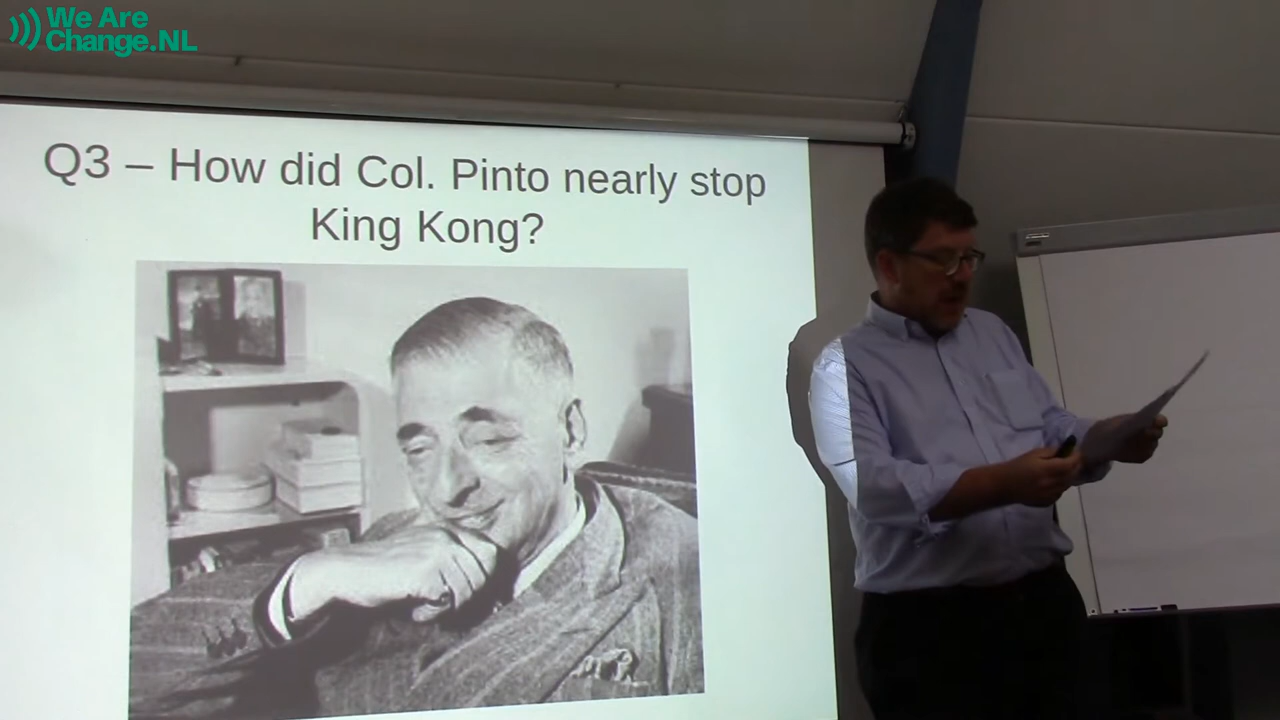 We Are
Change.NL
Q3 – How did Col. Pinto nearly stop
King Kong?